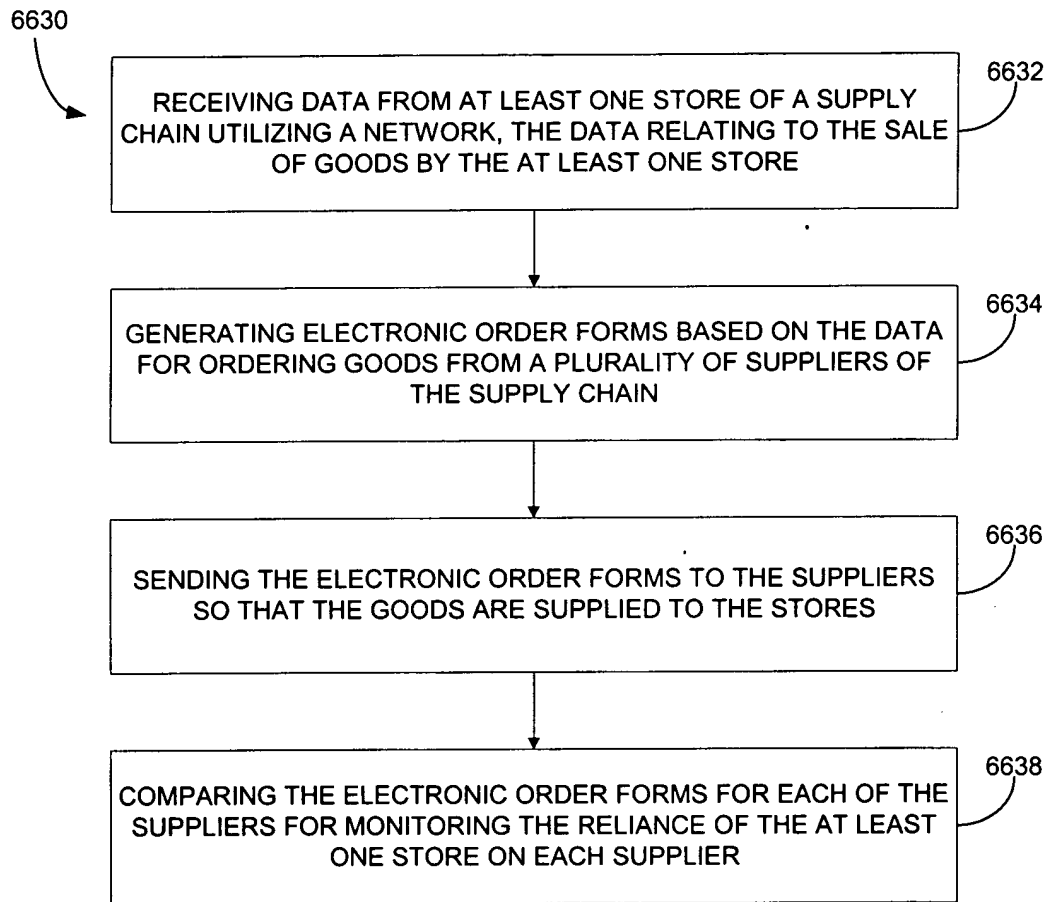 6630
6632
RECEIVING DATA FROM AT LEAST ONE STORE OF A SUPPLY
CHAIN UTILIZING A NETWORK, THE DATA RELATING TO THE SALE
OF GOODS BY THE AT LEAST ONE STORE
6634
GENERATING ELECTRONIC ORDER FORMS BASED ON THE DATA
FOR ORDERING GOODS FROM A PLURALITY OF SUPPLIERS OF
THE SUPPLY CHAIN
6636
SENDING THE ELECTRONIC ORDER FORMS TO THE SUPPLIERS
SO THAT THE GOODS ARE SUPPLIED TO THE STORES
6638
COMPARING THE ELECTRONIC ORDER FORMS FOR EACH OF THE
SUPPLIERS FOR MONITORING THE RELIANCE OF THE AT LEAST
ONE STORE ON EACH SUPPLIER